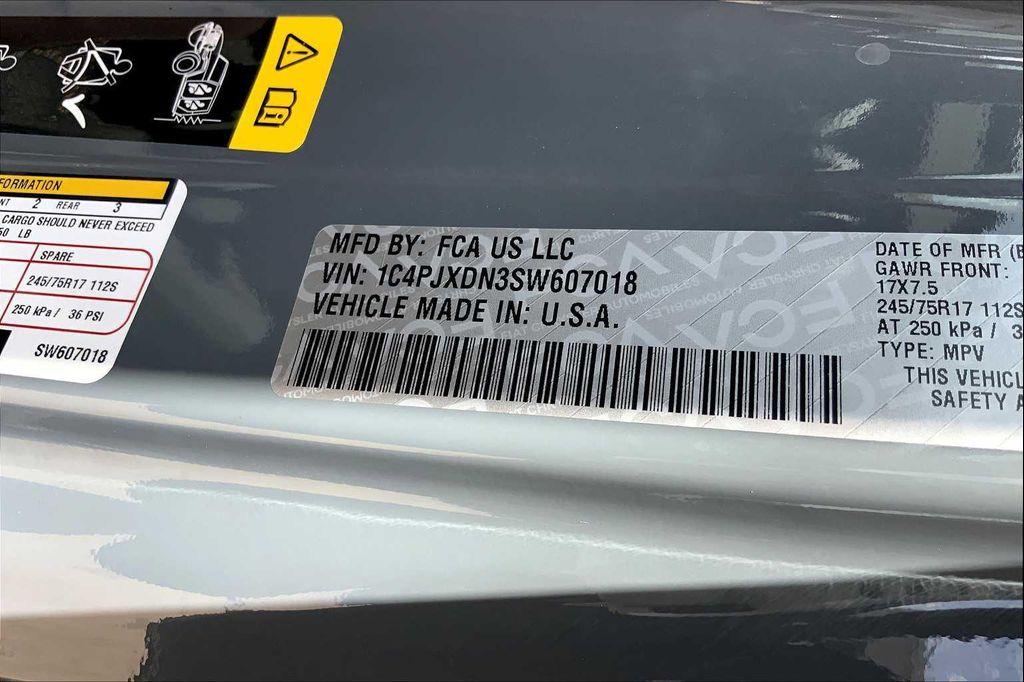 FORMATION
2 REAR 3
CARGO SHOULD NEVER EXCEED
LB
SPARE
245/75R17 112S
250 kPa / 36 PSI
SW607018
MFD BY: FCA US LLC
VIN: 1C4PJXDN3SW607018
VEHICLE MADE IN: U.S.A.
DATE OF MFR (
GAWR FRONT:
17X7.5
245/75R17 112S
AT 250 kPa / 3
TYPE: MPV
THIS VEHICL
SAFETY A